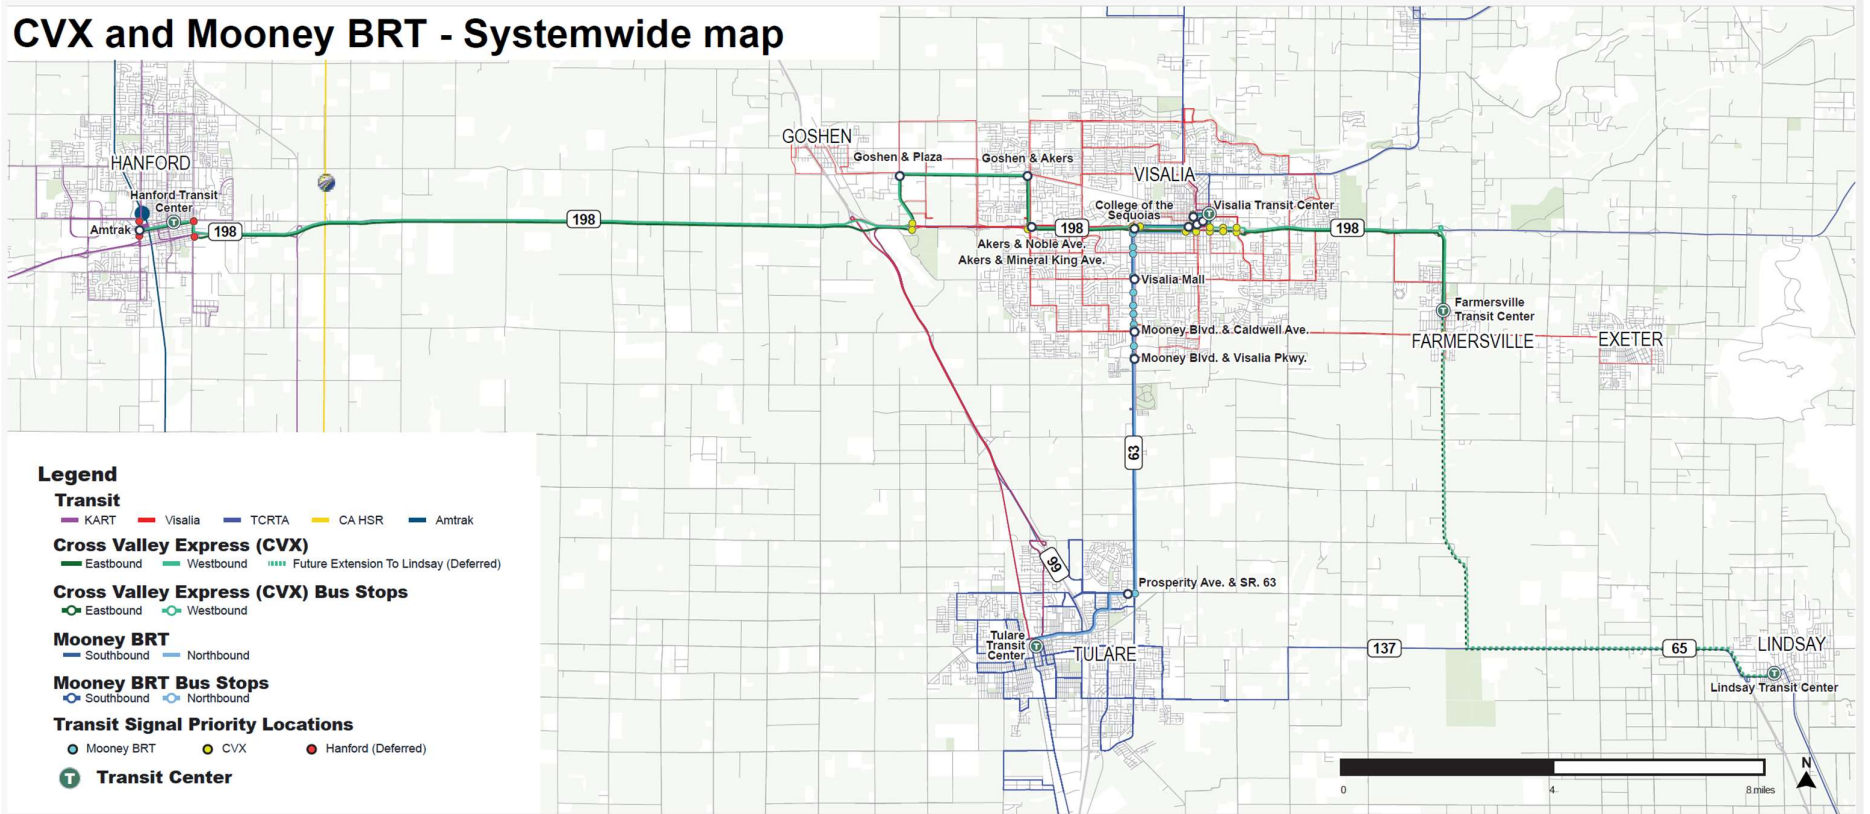 CVX and Mooney BRT - Systemwide map
HANFORD
Hanford Transit
Center
T
Amtrak
198
198
GOSHEN
Goshen & Plaza
Goshen & Akers
VISALIA
College of the
Sequoias
T
Visalia Transit Center
198
198
Akers & Noble Ave.
Akers & Mineral King Ave.
Visalia Mall
Mooney Blvd. & Caldwell Ave.
Mooney Blvd. & Visalia Pkwy.
T
Farmersville
Transit Center
FARMERSVILLE
EXETER
63
99
Prosperity Ave. & SR. 63
Tulare
Transit
Center
T
TULARE
137
65
LINDSAY
T
Lindsay Transit Center
Legend
Transit
KART Visalia TCRTA CA HSR Amtrak
Cross Valley Express (CVX)
Eastbound Westbound Future Extension To Lindsay (Deferred)
Cross Valley Express (CVX) Bus Stops
Eastbound Westbound
Mooney BRT
Southbound Northbound
Mooney BRT Bus Stops
Southbound Northbound
Transit Signal Priority Locations
Mooney BRT CVX Hanford (Deferred)
T Transit Center
N
0 4 8 miles